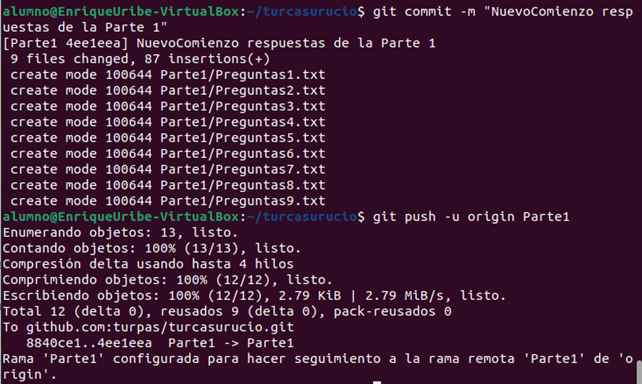 alumno@EnriqueUribe-VirtualBox:~/turcasurucio$ git commit -m "NuevoComienzo resp
uestas de la Parte 1"
[Parte1 4ee1eea] NuevoComienzo respuestas de la Parte 1
 9 files changed, 87 insertions(+)
 create mode 100644 Parte1/Preguntas1.txt
 create mode 100644 Parte1/Preguntas2.txt
 create mode 100644 Parte1/Preguntas3.txt
 create mode 100644 Parte1/Preguntas4.txt
 create mode 100644 Parte1/Preguntas5.txt
 create mode 100644 Parte1/Preguntas6.txt
 create mode 100644 Parte1/Preguntas7.txt
 create mode 100644 Parte1/Preguntas8.txt
 create mode 100644 Parte1/Preguntas9.txt
alumno@EnriqueUribe-VirtualBox:~/turcasurucio$ git push -u origin Parte1
Enumerando objetos: 13, listo.
Contando objetos: 100% (13/13), listo.
Compresión delta usando hasta 4 hilos
Comprimiendo objetos: 100% (12/12), listo.
Escribiendo objetos: 100% (12/12), 2.79 KiB | 2.79 MiB/s, listo.
Total 12 (delta 0), reusados 9 (delta 0), pack-reusados 0
To github.com:turpas/turcasurucio.git
   8840ce1..4ee1eea  Parte1 -> Parte1
Rama 'Parte1' configurada para hacer seguimiento a la rama remota 'Parte1' de 'o
rigin'.